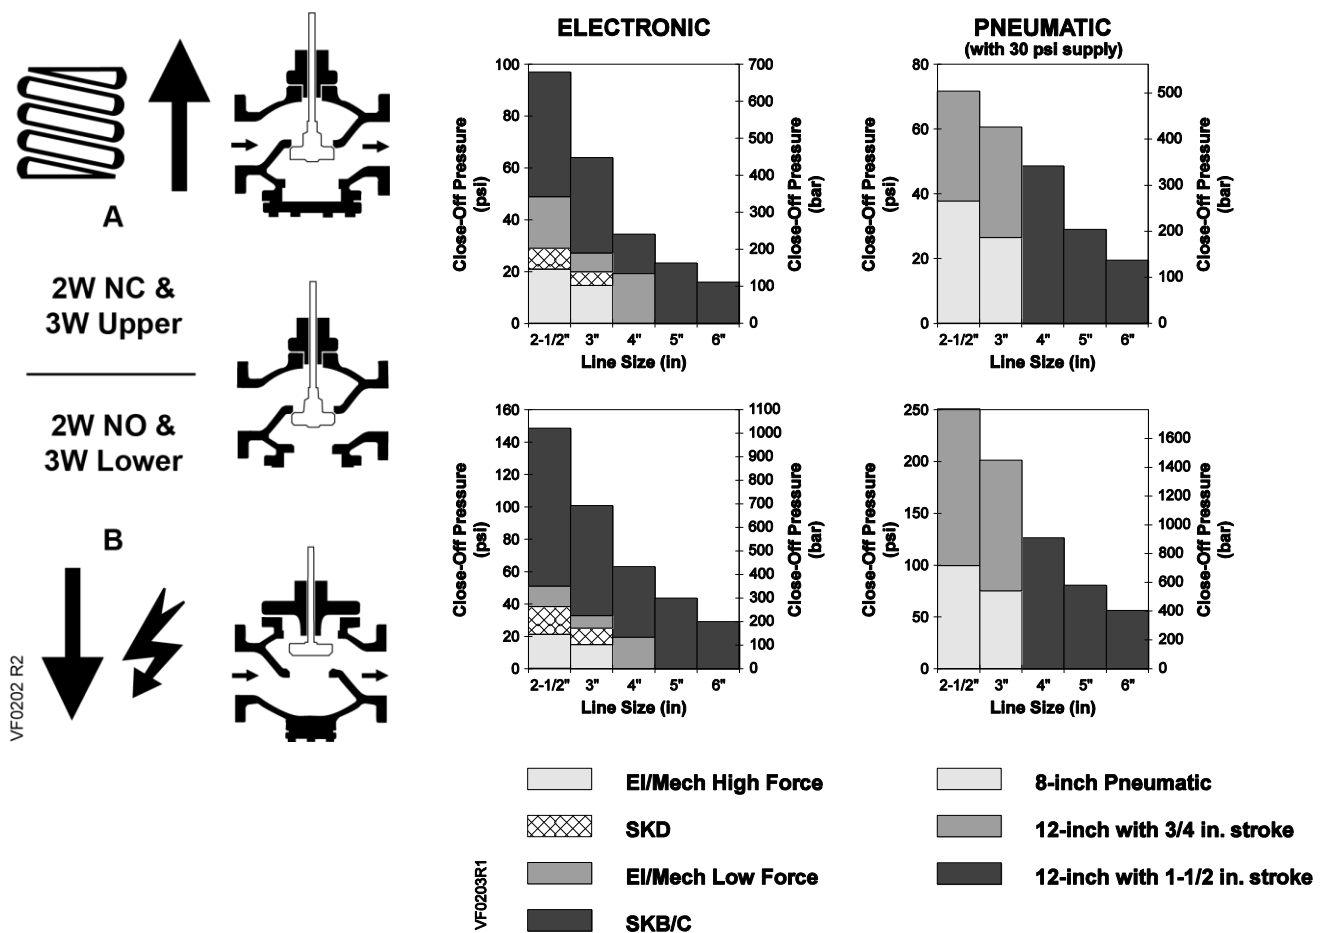 A
2W NC &
3W Upper
2W NO &
3W Lower
B
VF0202 R2
ELECTRONIC
Close-Off Pressure
(psi)
100
80
60
40
20
0
700
600
500
400
300
200
100
0
Close-Off Pressure
(bar)
2-1/2" 3" 4" 5" 6"
Line Size (in)
PNEUMATIC
(with 30 psi supply)
Close-Off Pressure
(psi)
80
60
40
20
0
500
400
300
200
100
0
Close-Off Pressure
(bar)
2-1/2" 3" 4" 5" 6"
Line Size (in)
Close-Off Pressure
(psi)
160
140
120
100
80
60
40
20
0
1100
1000
900
800
700
600
500
400
300
200
100
0
Close-Off Pressure
(bar)
2-1/2" 3" 4" 5" 6"
Line Size (in)
Close-Off Pressure
(psi)
250
200
150
100
50
0
1600
1400
1200
1000
800
600
400
200
0
Close-Off Pressure
(bar)
2-1/2" 3" 4" 5" 6"
Line Size (in)
El/Mech High Force
SKD
El/Mech Low Force
SKB/C
VF0203R1
8-inch Pneumatic
12-inch with 3/4 in. stroke
12-inch with 1-1/2 in. stroke